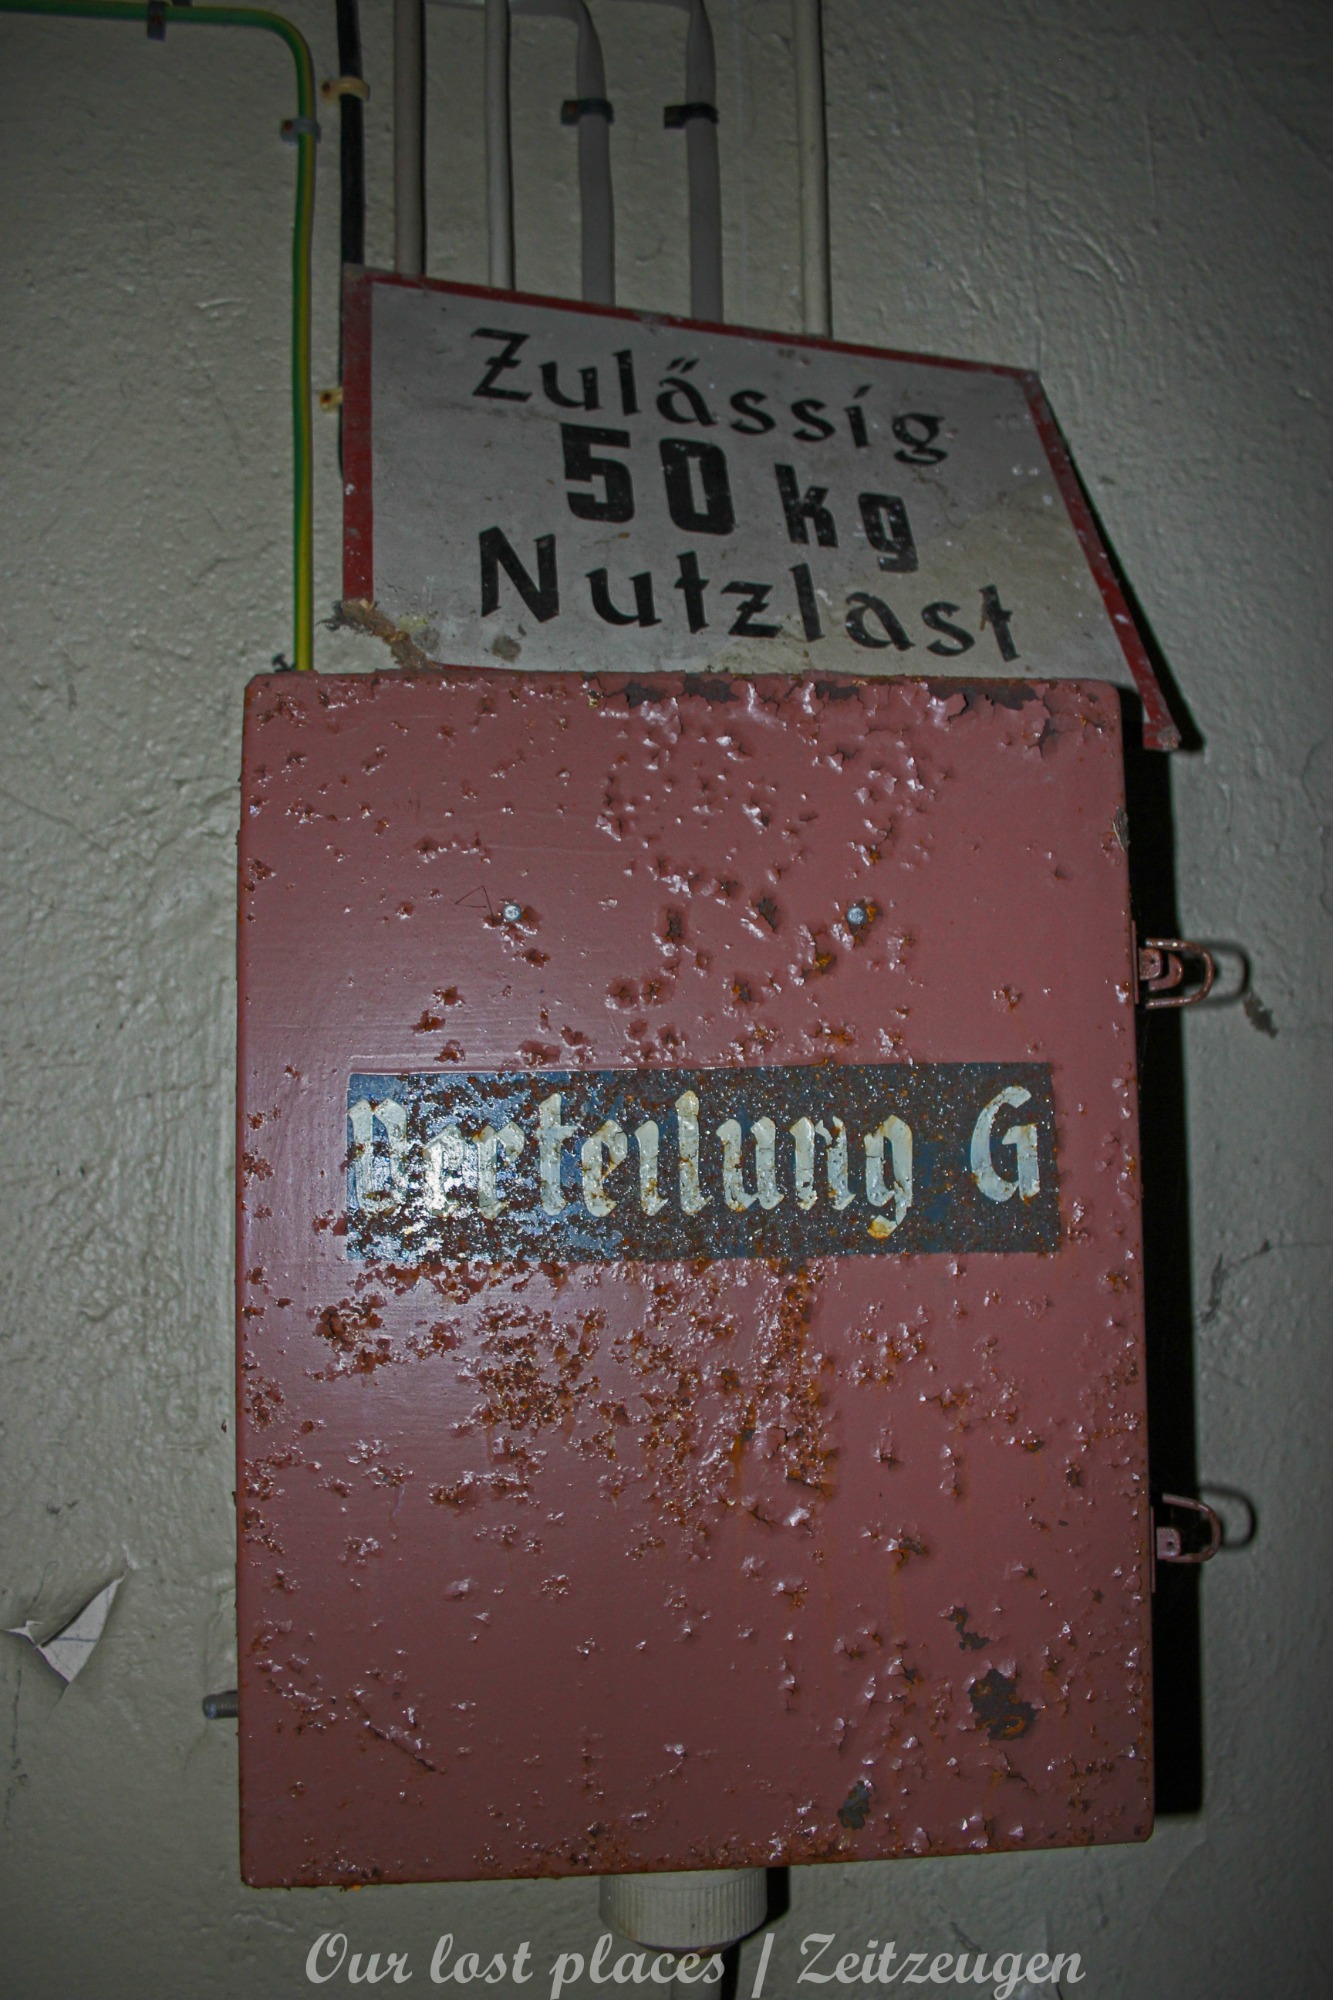 Zulässig
50 kg
Nutzlast
Verteilung G
Our lost places / Zeitzeugen